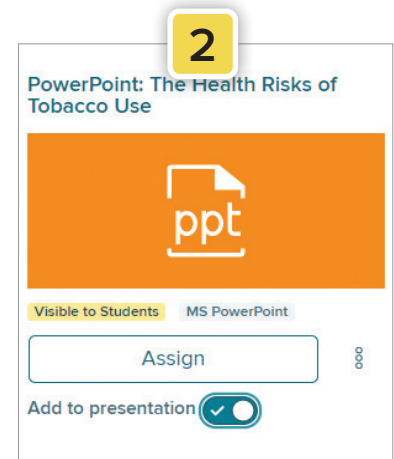 2
PowerPoint: The Health Risks of
Tobacco Use
ppt
Visible to Students MS PowerPoint
Assign
Add to presentation